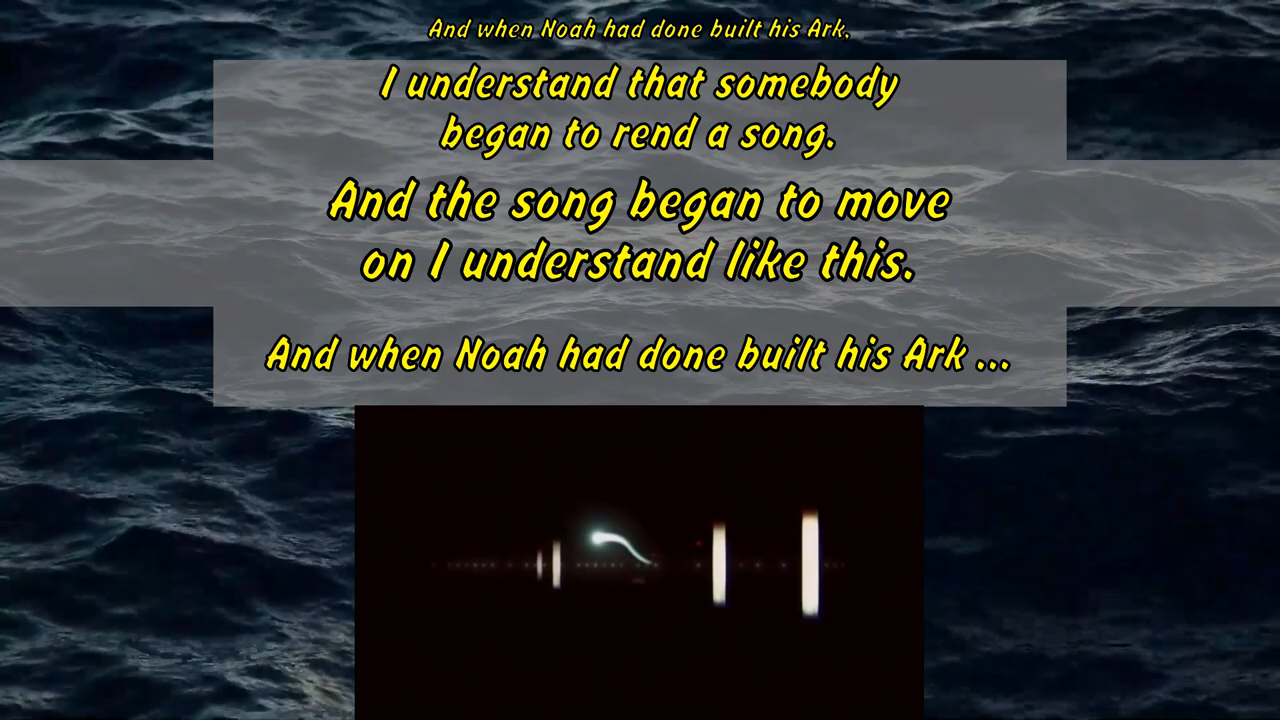 And when Noah had done built his Ark,
I understand that somebody
began to rend a song.
And the song began to move
on I understand like this.
And when Noah had done built his Ark ...